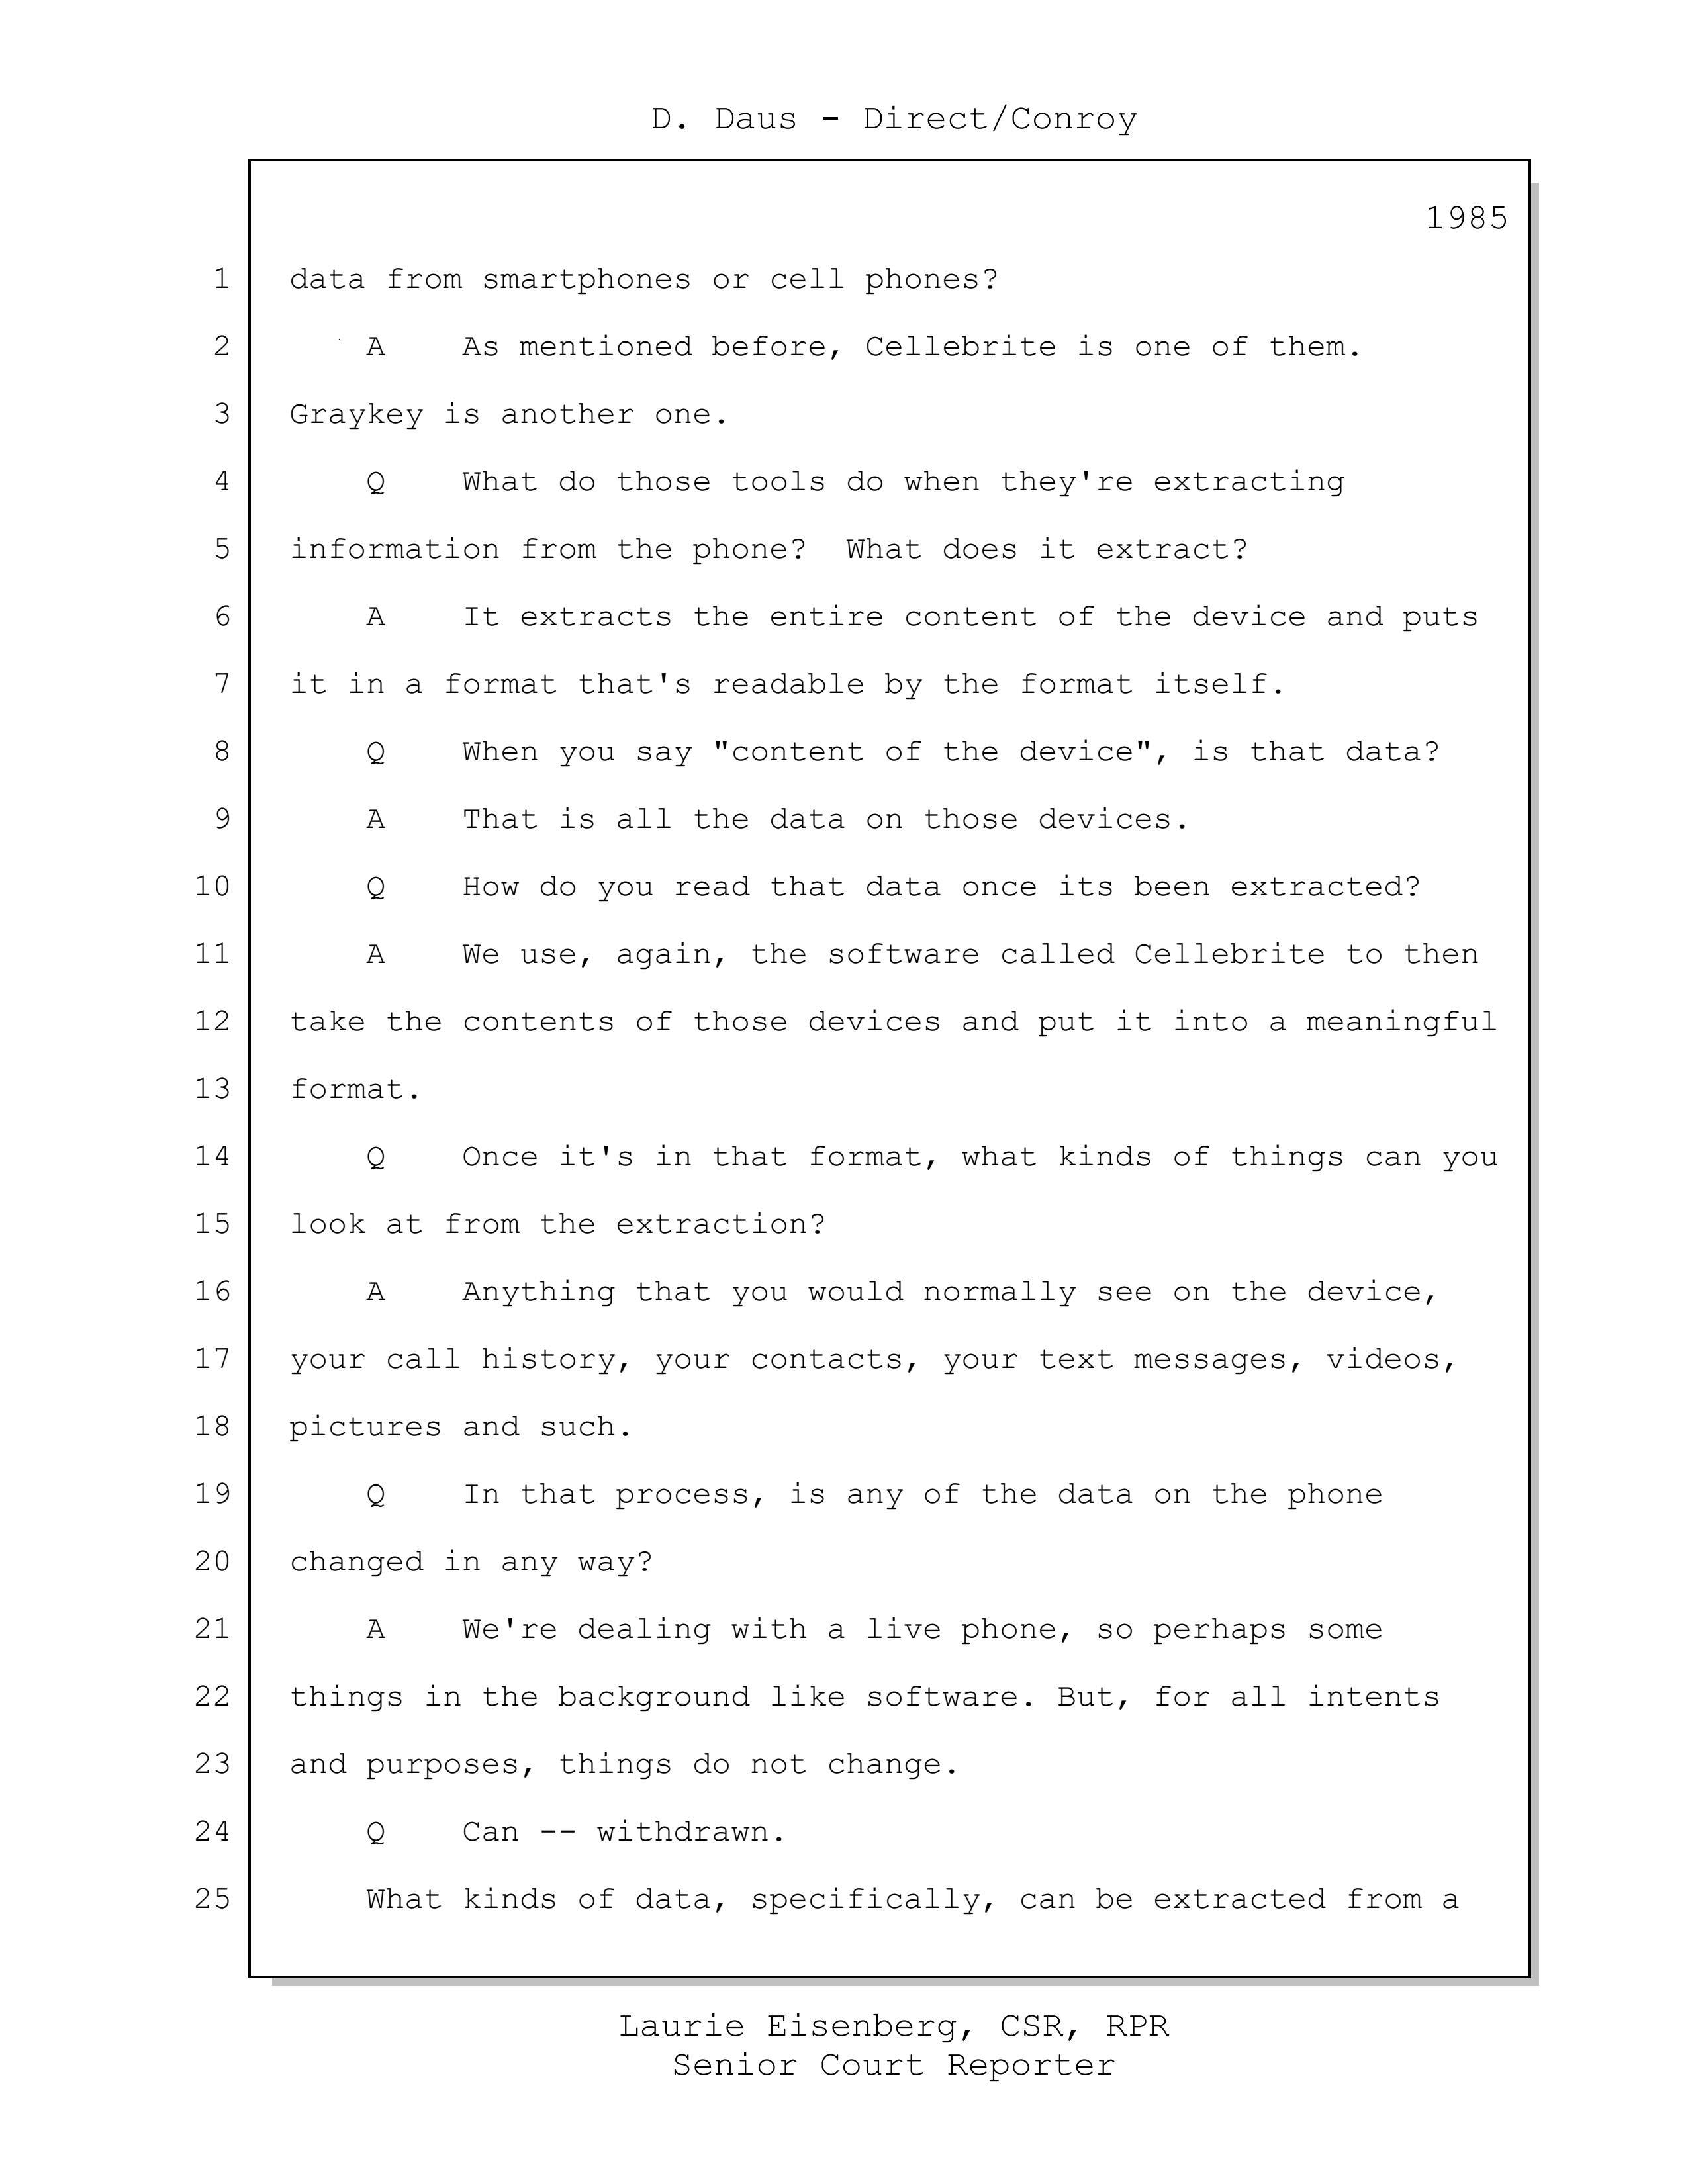 D. Daus - Direct/Conroy
1985
1 data from smartphones or cell phones?
2 A As mentioned before, Cellebrite is one of them.
3 Graykey is another one.
4 Q What do those tools do when they're extracting
5 information from the phone? What does it extract?
6 A It extracts the entire content of the device and puts
7 it in a format that's readable by the format itself.
8 Q When you say "content of the device", is that data?
9 A That is all the data on those devices.
10 Q How do you read that data once its been extracted?
11 A We use, again, the software called Cellebrite to then
12 take the contents of those devices and put it into a meaningful
13 format.
14 Q Once it's in that format, what kinds of things can you
15 look at from the extraction?
16 A Anything that you would normally see on the device,
17 your call history, your contacts, your text messages, videos,
18 pictures and such.
19 Q In that process, is any of the data on the phone
20 changed in any way?
21 A We're dealing with a live phone, so perhaps some
22 things in the background like software. But, for all intents
23 and purposes, things do not change.
24 Q Can -- withdrawn.
25 What kinds of data, specifically, can be extracted from a
Laurie Eisenberg, CSR, RPR
Senior Court Reporter